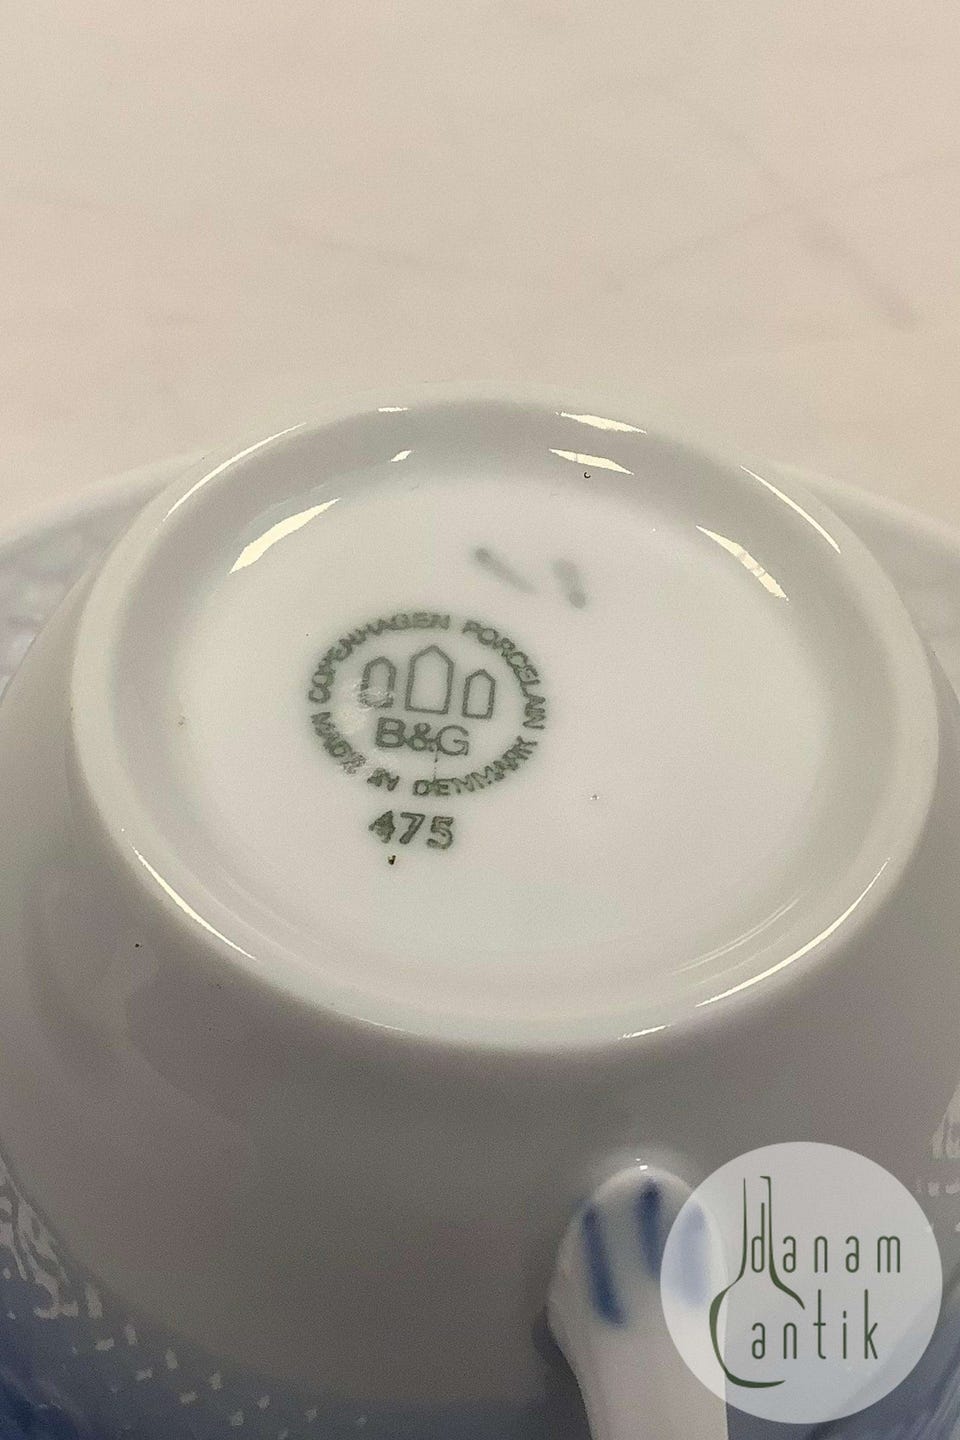 COPENHAGEN PORCELAIN
B&G
MADE IN DENMARK
475
danam
antik